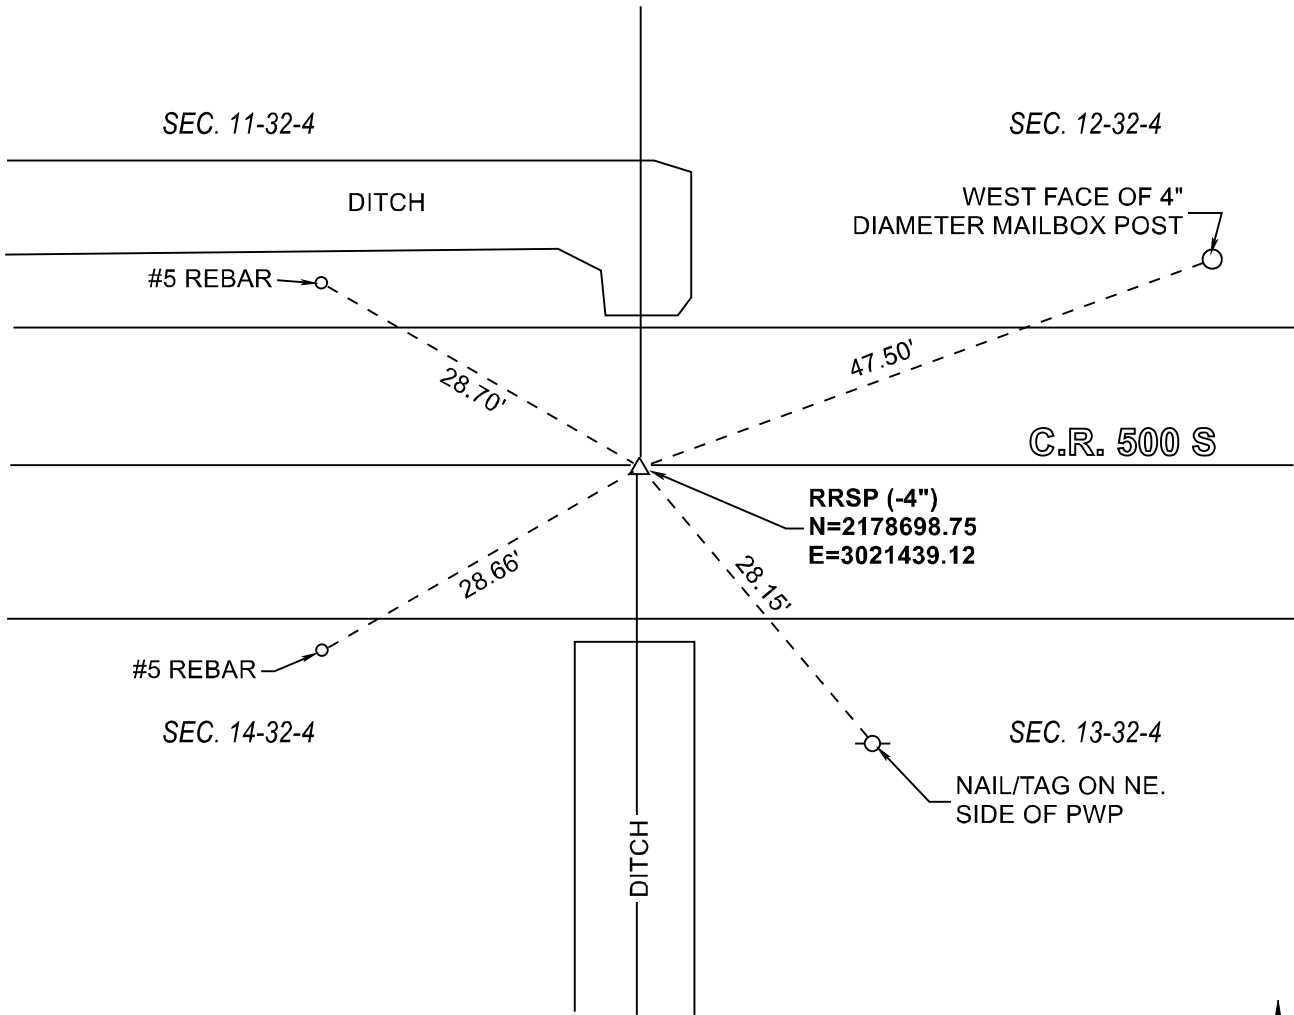 SEC. 11-32-4
SEC. 12-32-4
DITCH
WEST FACE OF 4"
DIAMETER MAILBOX POST
#5 REBAR
47.50'
28.70'
C.R. 500 S
RRSP (-4")
N=2178698.75
E=3021439.12
28.66'
28.15'
#5 REBAR
SEC. 14-32-4
SEC. 13-32-4
NAIL/TAG ON NE.
SIDE OF PWP
DITCH